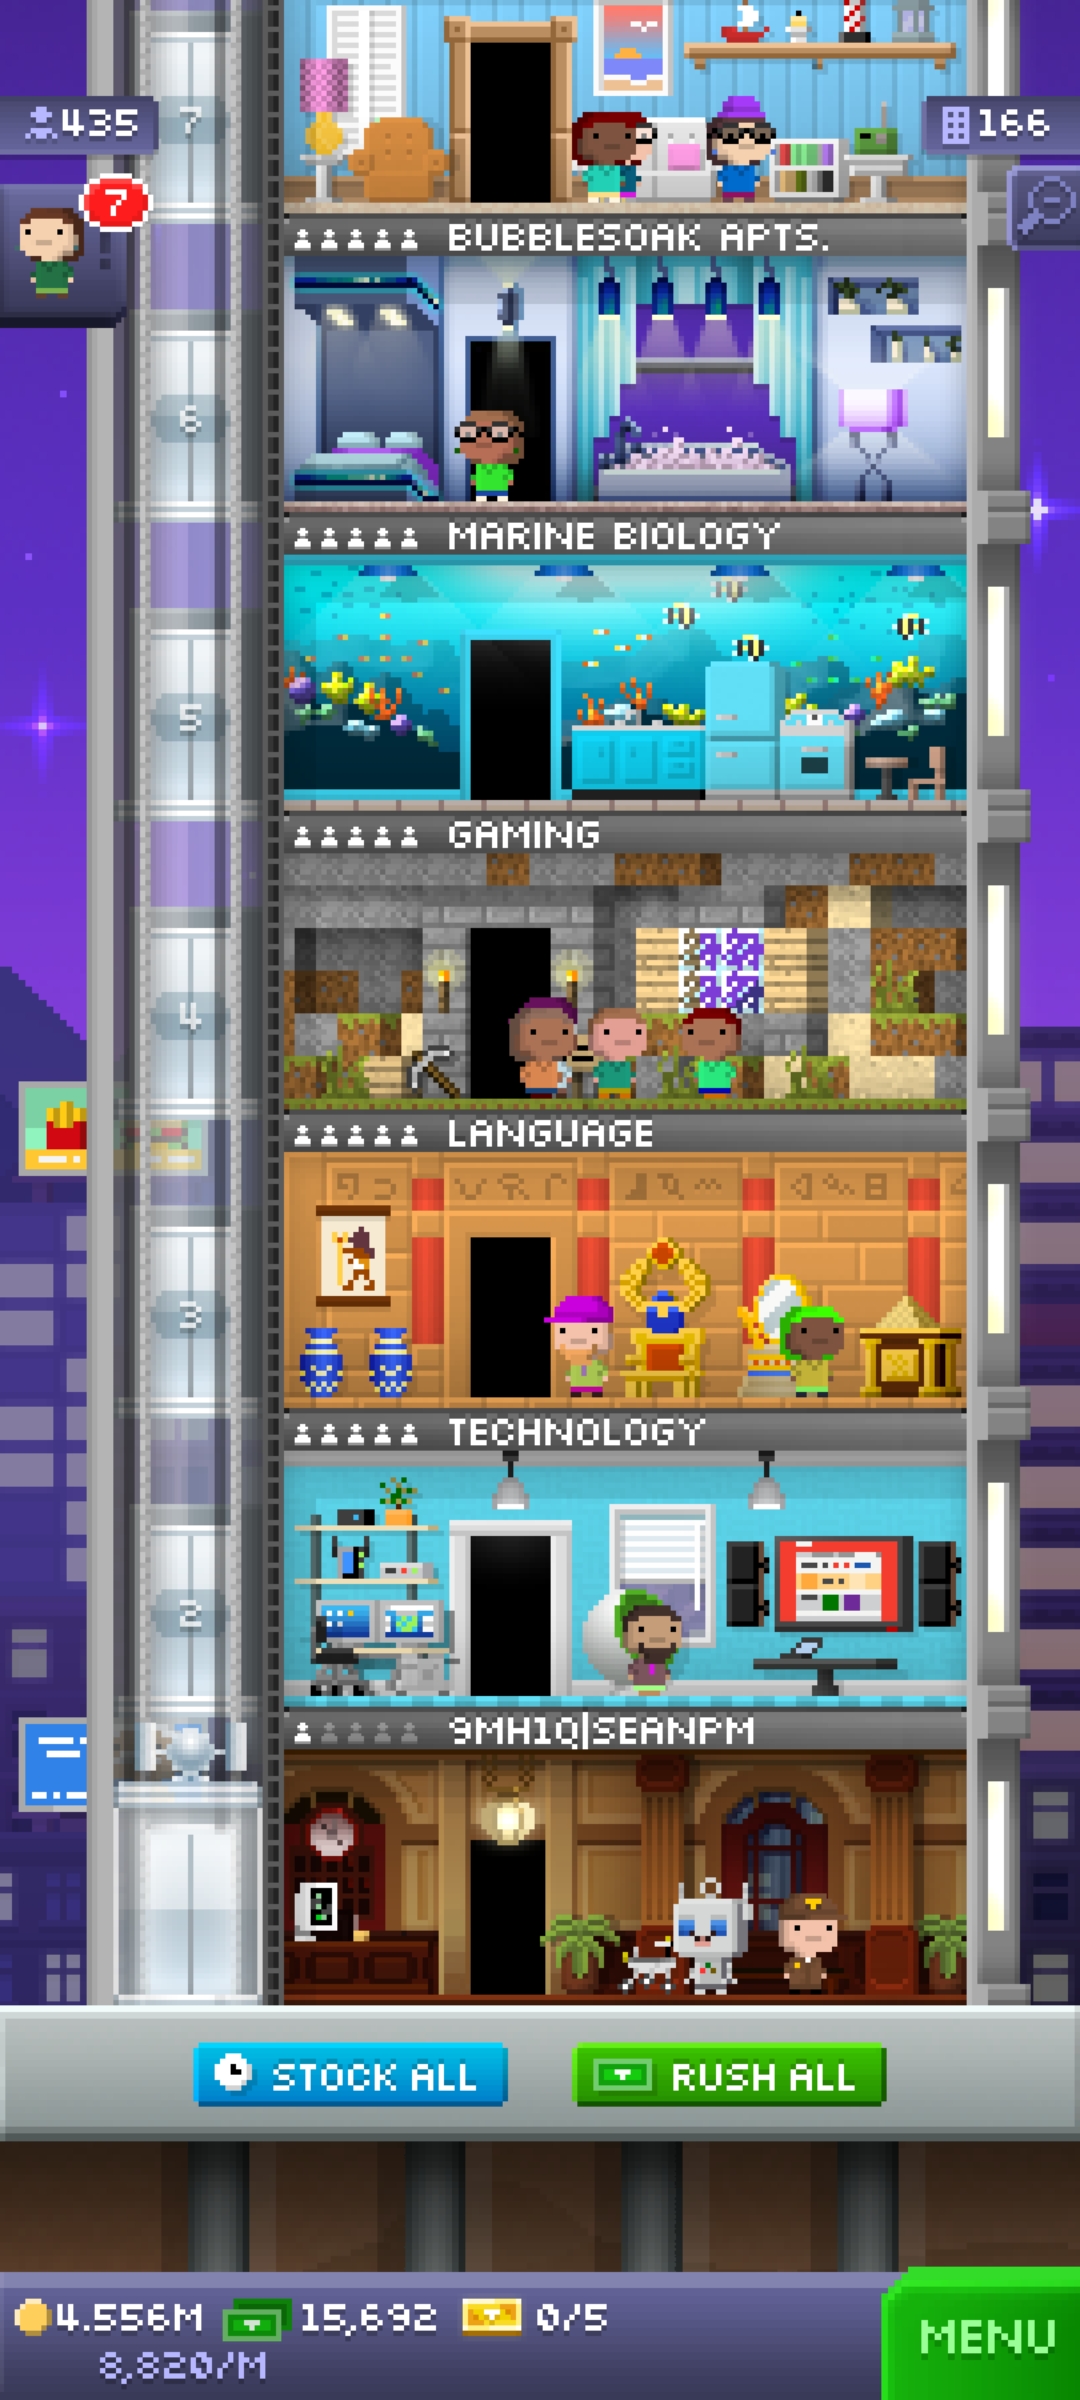 7
435
166
7
BUBBLESOAK APTS.
6
MARINE BIOLOGY
5
GAMING
4
LANGUAGE
3
TECHNOLOGY
2
9MH1Q|SEANPM
STOCK ALL
RUSH ALL
4.556M
15,692
0/5
8,820/M
MENU